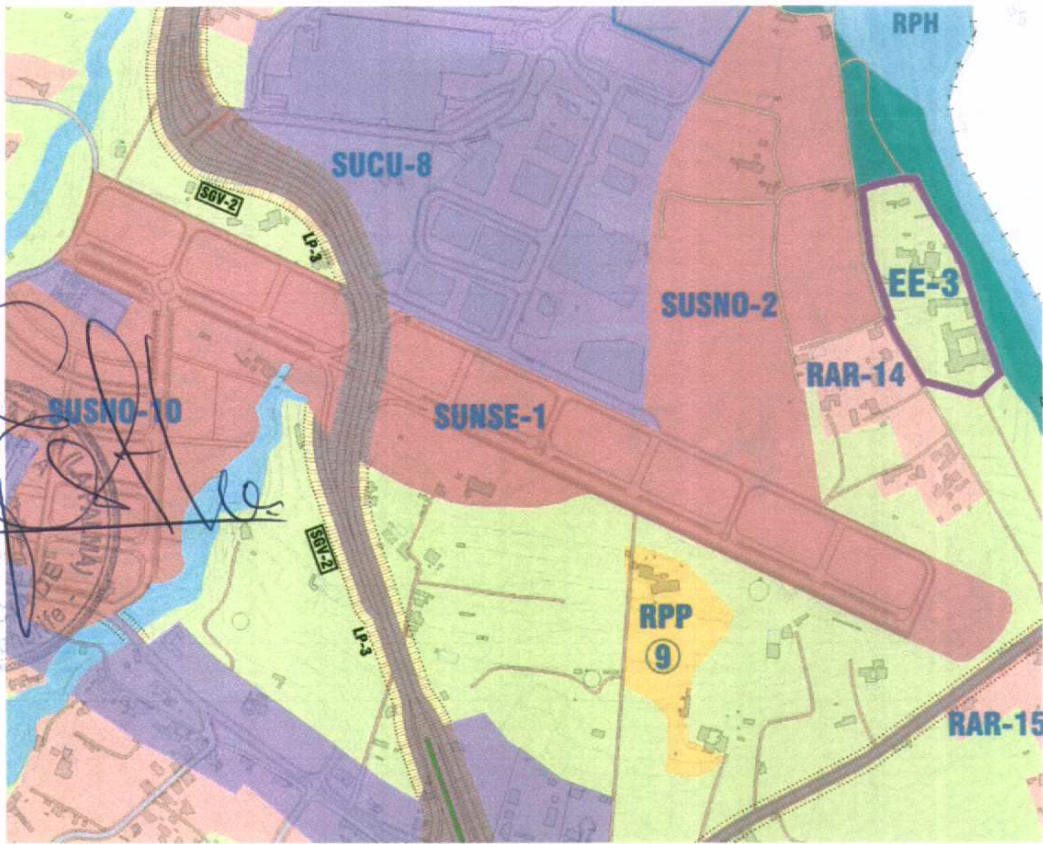 RPH
SUCU-8
SGV-2
LP-3
EE-3
SUSNO-2
RAR-14
SUSNO-10
SUNSE-1
SGV-2
RPP
9
LP-3
RAR-15